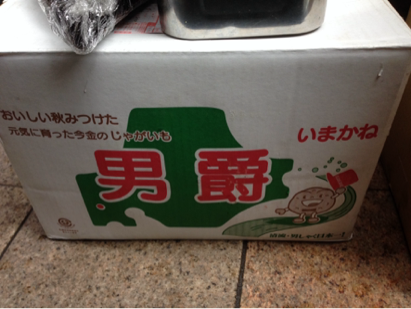 おいしい秋みつけた
元気に育った今金のじゃがいも
いまかね
男爵